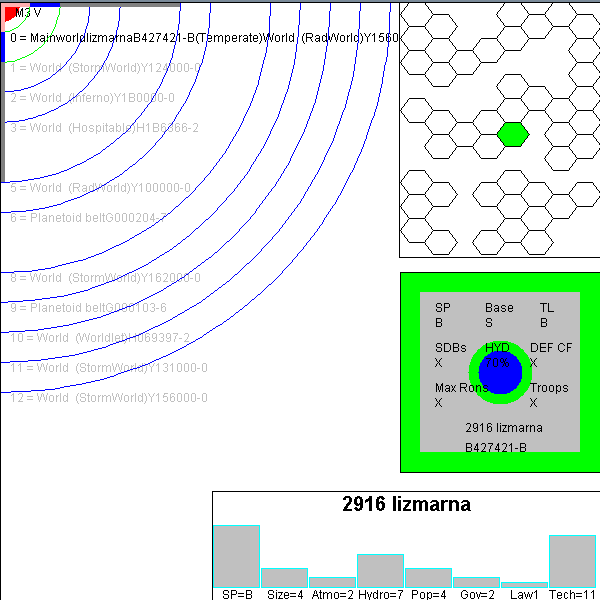 M3 V
0 = MainworldlizmarnaB427421-B(Temperate)World (RadWorld)Y1560
1 = World (StormWorld)Y124000-0
2 = World (Inferno)Y1B0000-0
3 = World (Hospitable)H1B6366-2
5 = World (RadWorld)Y100000-0
6 = Planetoid beltG000204-7
8 = World (StormWorld)Y162000-0
9 = Planetoid beltG000103-6
10 = World (Worldlet)H069397-2
11 = World (StormWorld)Y131000-0
12 = World (StormWorld)Y156000-0
SP Base TL
B S B
SDBs HYD DEF CF
X 70% X
Max Rons Troops
X X
2916 lizmarna
B427421-B
2916 lizmarna
SP=B Size=4 Atmo=2 Hydro=7 Pop=4 Gov=2 Law1 Tech=11